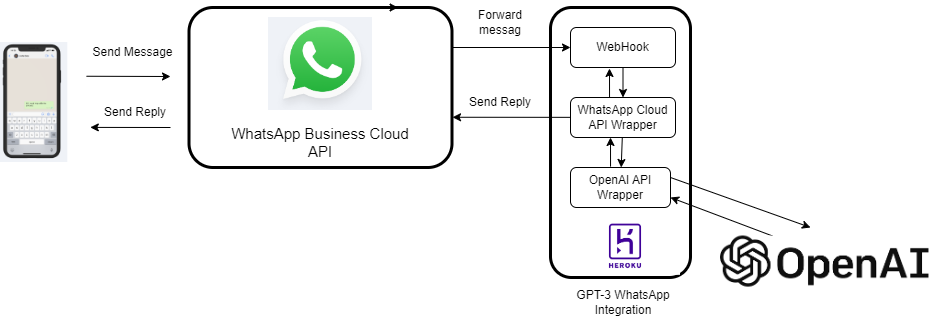 Forward
messag
Send Message
WebHook
Send Reply
Send Reply
WhatsApp Cloud
API Wrapper
WhatsApp Business Cloud
API
OpenAI API
Wrapper
HEROKU
OpenAI
GPT-3 WhatsApp
Integration